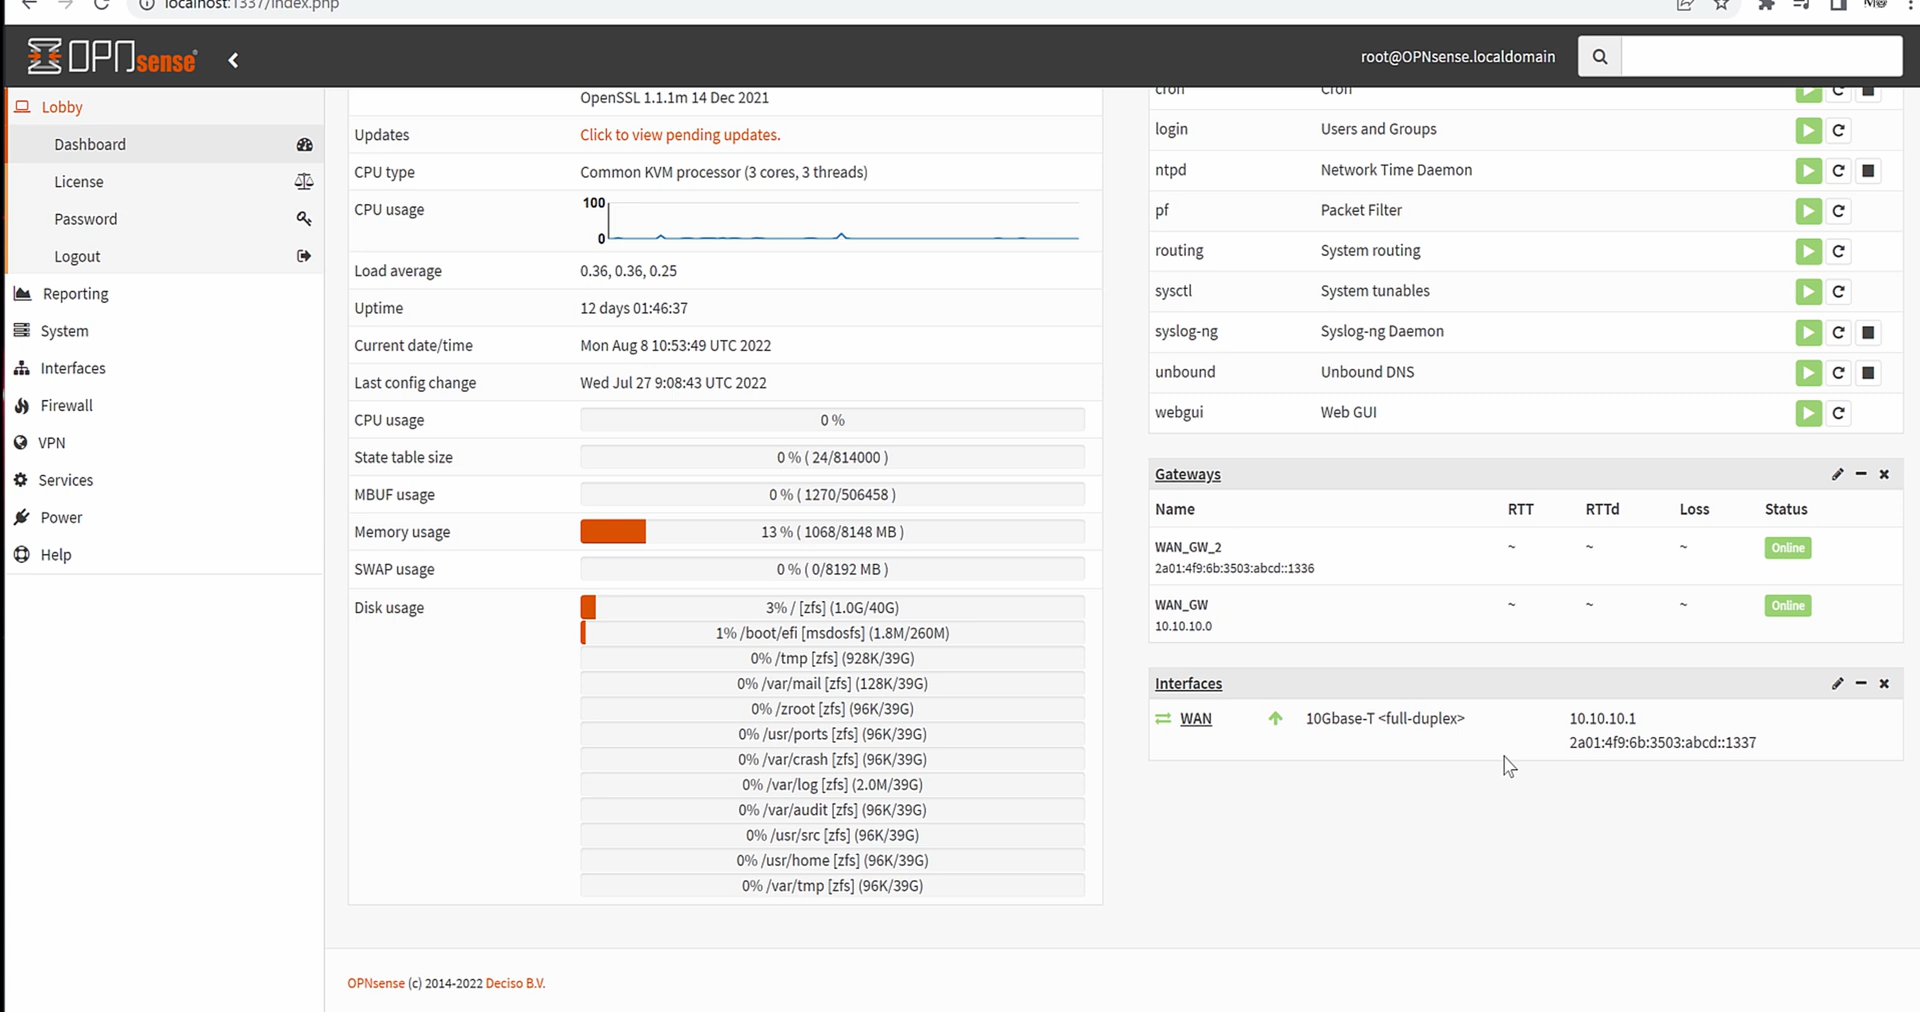 localhost:1337/index.php
OPNsense
root@OPNsense.localdomain
Lobby
Dashboard
License
Password
Logout
Reporting
System
Interfaces
Firewall
VPN
Services
Power
Help
OpenSSL 1.1.1m 14 Dec 2021
Updates Click to view pending updates.
CPU type Common KVM processor (3 cores, 3 threads)
CPU usage 100
0
Load average 0.36, 0.36, 0.25
Uptime 12 days 01:46:37
Current date/time Mon Aug 8 10:53:49 UTC 2022
Last config change Wed Jul 27 9:08:43 UTC 2022
CPU usage 0 %
State table size 0 % ( 24/814000 )
MBUF usage 0 % ( 1270/506458 )
Memory usage 13 % ( 1068/8148 MB )
SWAP usage 0 % ( 0/8192 MB )
Disk usage 3% / [zfs] (1.0G/40G)
1% /boot/efi [msdosfs] (1.8M/260M)
0% /tmp [zfs] (928K/39G)
0% /var/mail [zfs] (128K/39G)
0% /zroot [zfs] (96K/39G)
0% /usr/ports [zfs] (96K/39G)
0% /var/crash [zfs] (96K/39G)
0% /var/log [zfs] (2.0M/39G)
0% /var/audit [zfs] (96K/39G)
0% /usr/src [zfs] (96K/39G)
0% /usr/home [zfs] (96K/39G)
0% /var/tmp [zfs] (96K/39G)
cron Cron
login Users and Groups
ntpd Network Time Daemon
pf Packet Filter
routing System routing
sysctl System tunables
syslog-ng Syslog-ng Daemon
unbound Unbound DNS
webgui Web GUI
Gateways
Name RTT RTTd Loss Status
WAN_GW_2 ~ ~ ~ Online
2a01:4f9:6b:3503:abcd::1336
WAN_GW ~ ~ ~ Online
10.10.10.0
Interfaces
WAN 10Gbase-T <full-duplex> 10.10.10.1
2a01:4f9:6b:3503:abcd::1337
OPNsense (c) 2014-2022 Deciso B.V.